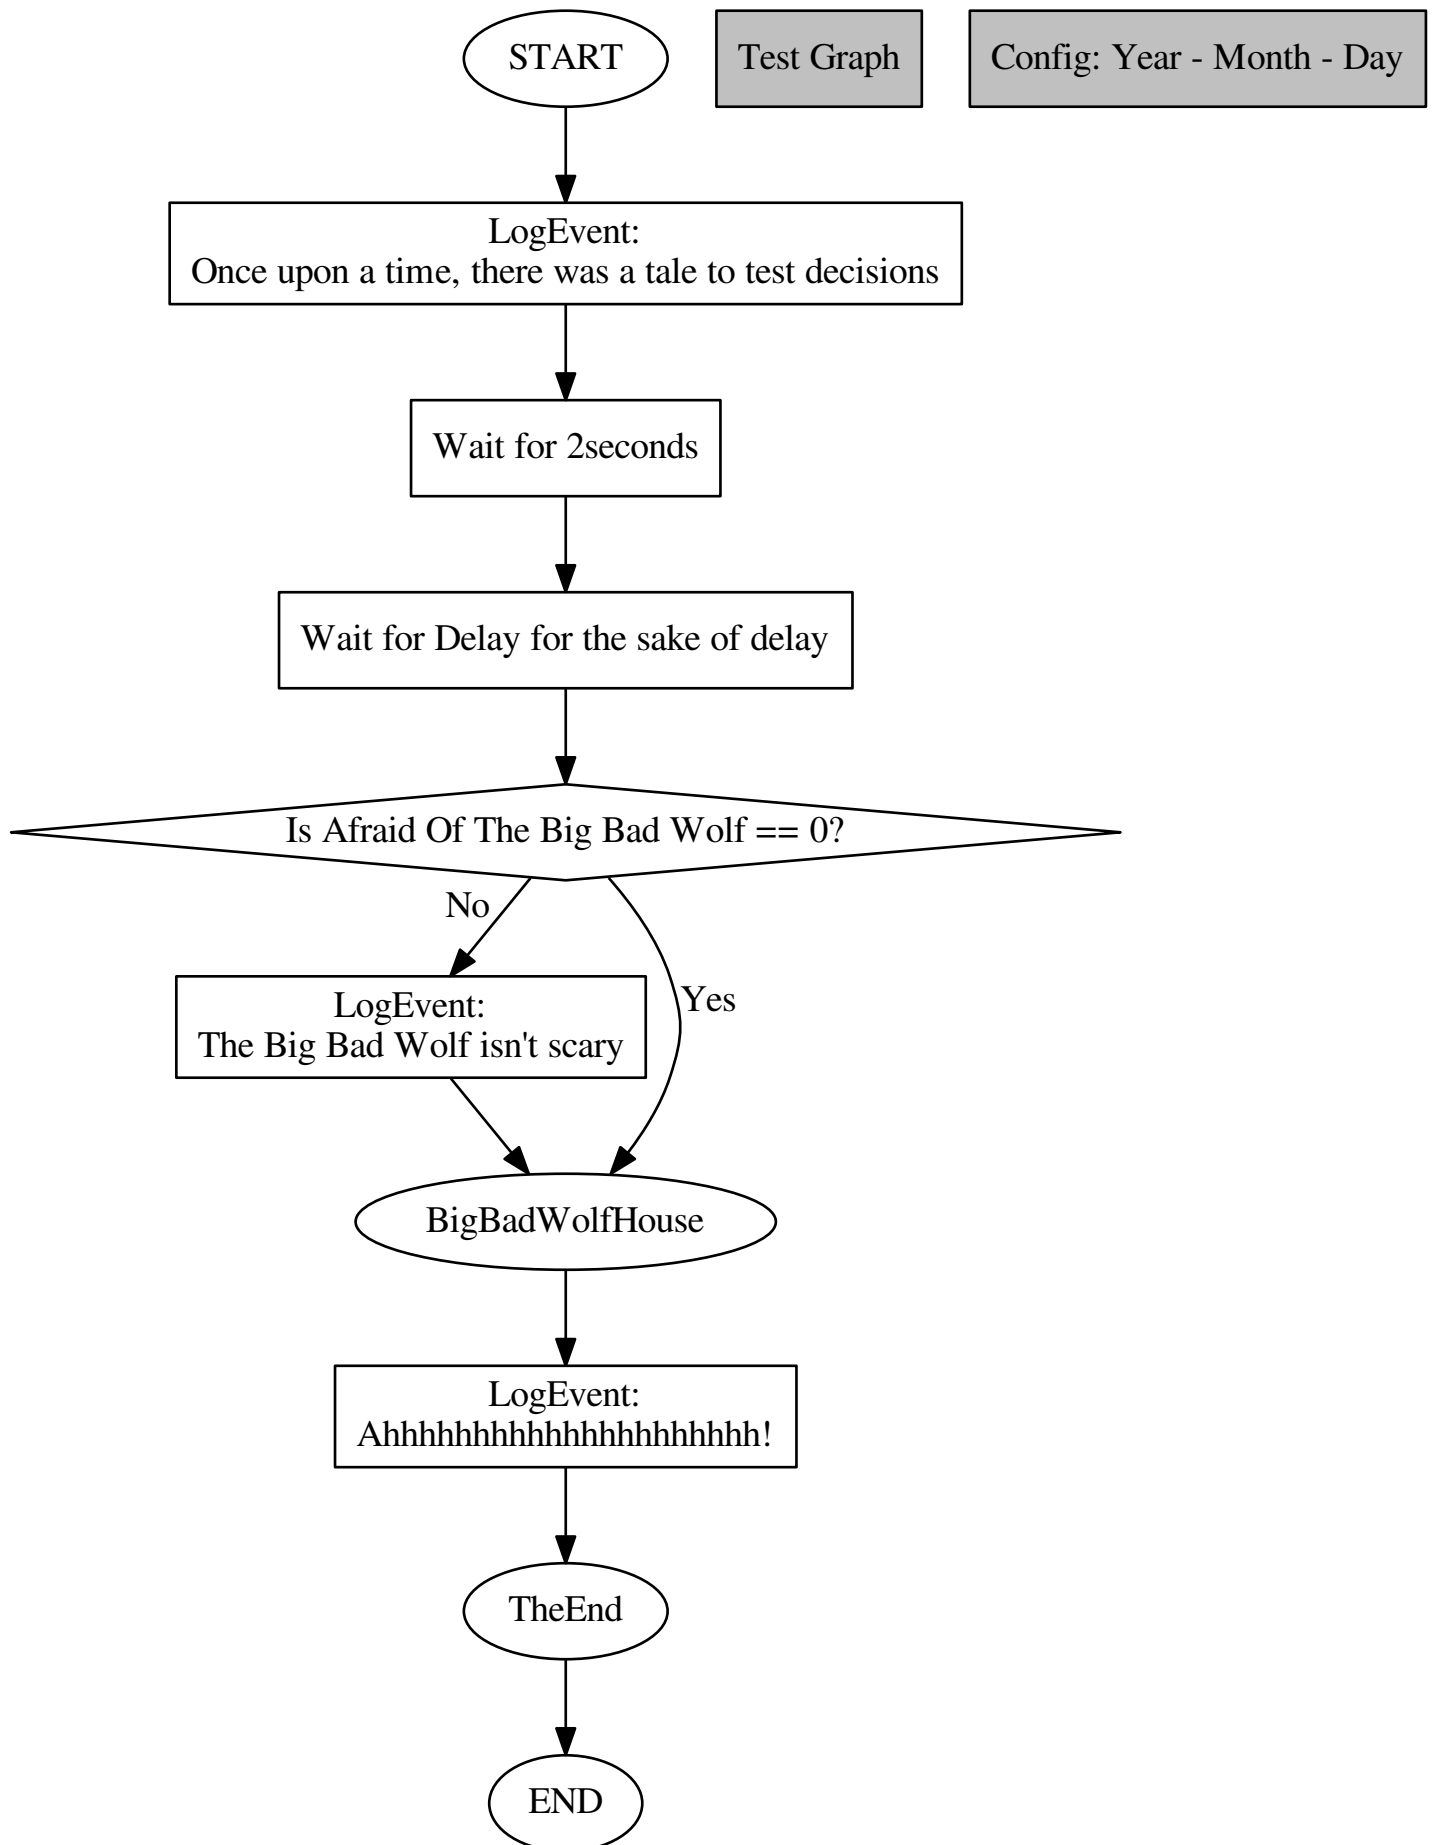 START
Test Graph
Config: Year - Month - Day
LogEvent:
Once upon a time, there was a tale to test decisions
Wait for 2seconds
Wait for Delay for the sake of delay
Is Afraid Of The Big Bad Wolf == 0?
No
Yes
LogEvent:
The Big Bad Wolf isn't scary
BigBadWolfHouse
LogEvent:
Ahhhhhhhhhhhhhhhhhhhhh!
TheEnd
END